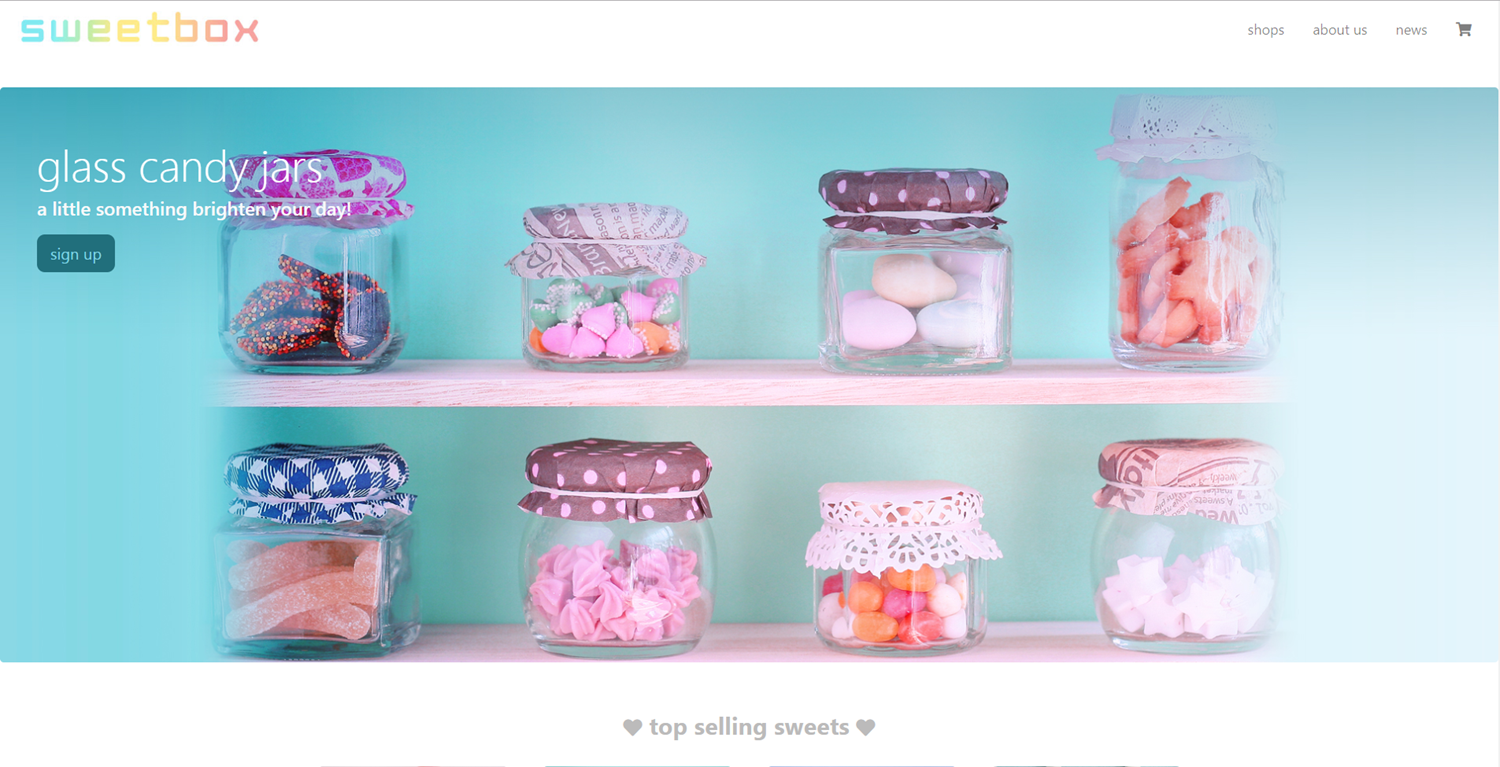 sweetbox
shops about us news
glass candy jars
a little something brighten your day!
sign up
♥ top selling sweets ♥